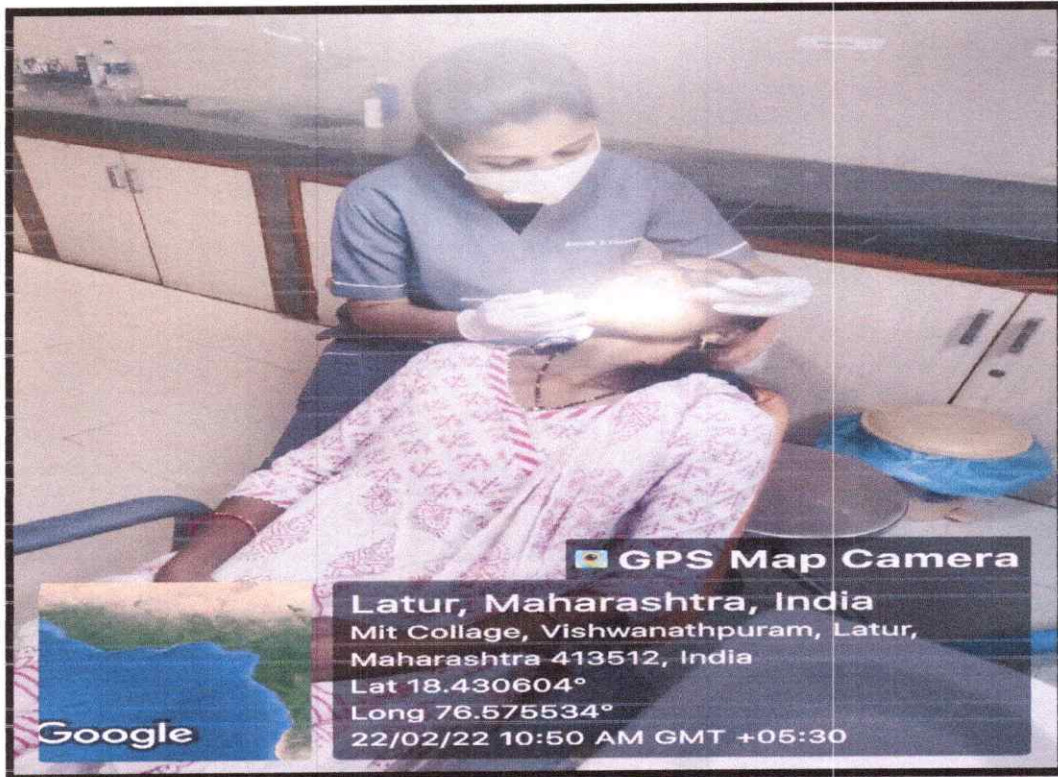 GPS Map Camera
Latur, Maharashtra, India
Mit Collage, Vishwanathpuram, Latur,
Maharashtra 413512, India
Lat 18.430604°
Long 76.575534°
22/02/22 10:50 AM GMT +05:30
Google